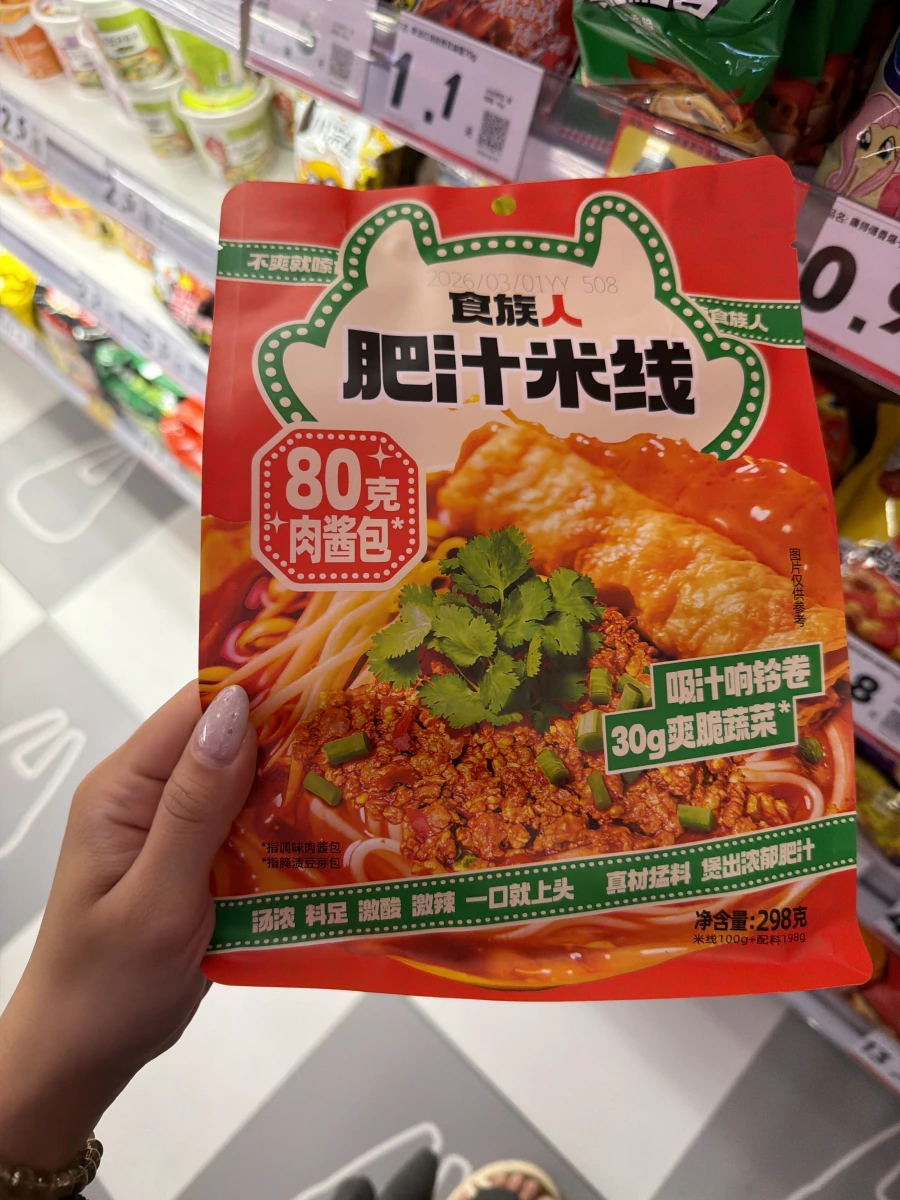 1.1
2.5
0.9
不爽就嗦
2026/03/01YY 508
食族人
食族人
肥汁米线
80克
肉酱包*
图片仅供参考
吸汁响铃卷
30g爽脆蔬菜*
8
*指调味肉酱包
*指腌渍豆芽包
汤浓 料足 激酸 激辣 一口就上头 真材猛料 煲出浓郁肥汁
净含量:298克
米线100g+配料198g